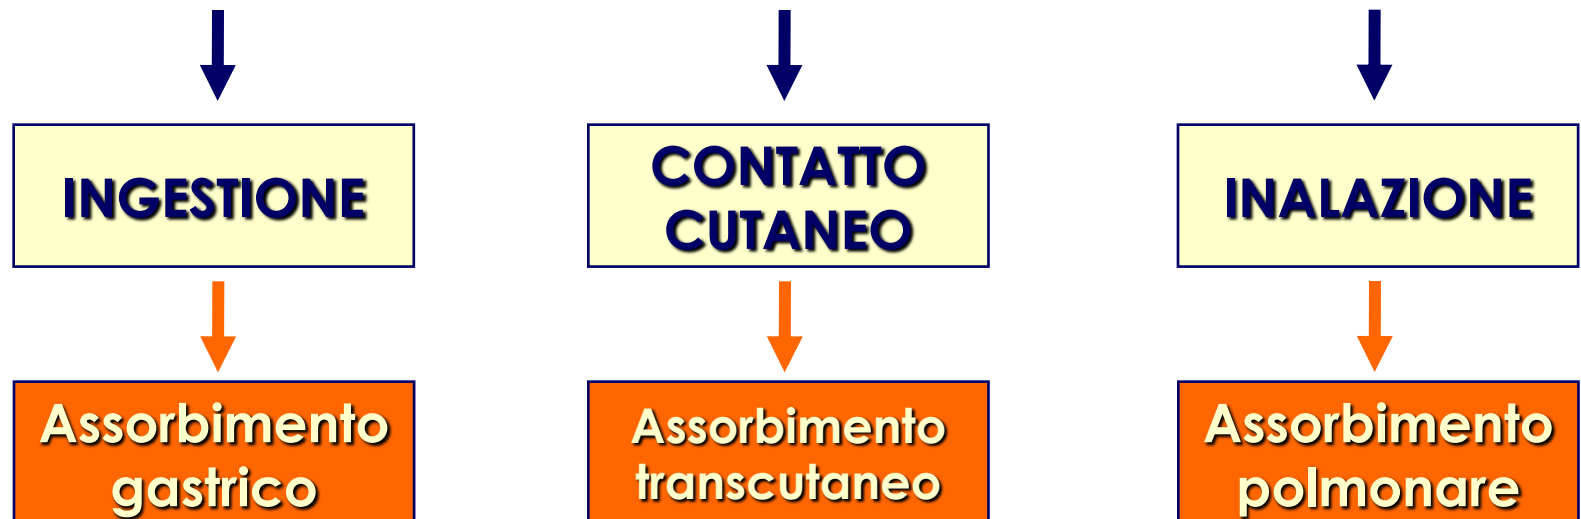 INGESTIONE
CONTATTO
CUTANEO
INALAZIONE
Assorbimento
gastrico
Assorbimento
transcutaneo
Assorbimento
polmonare